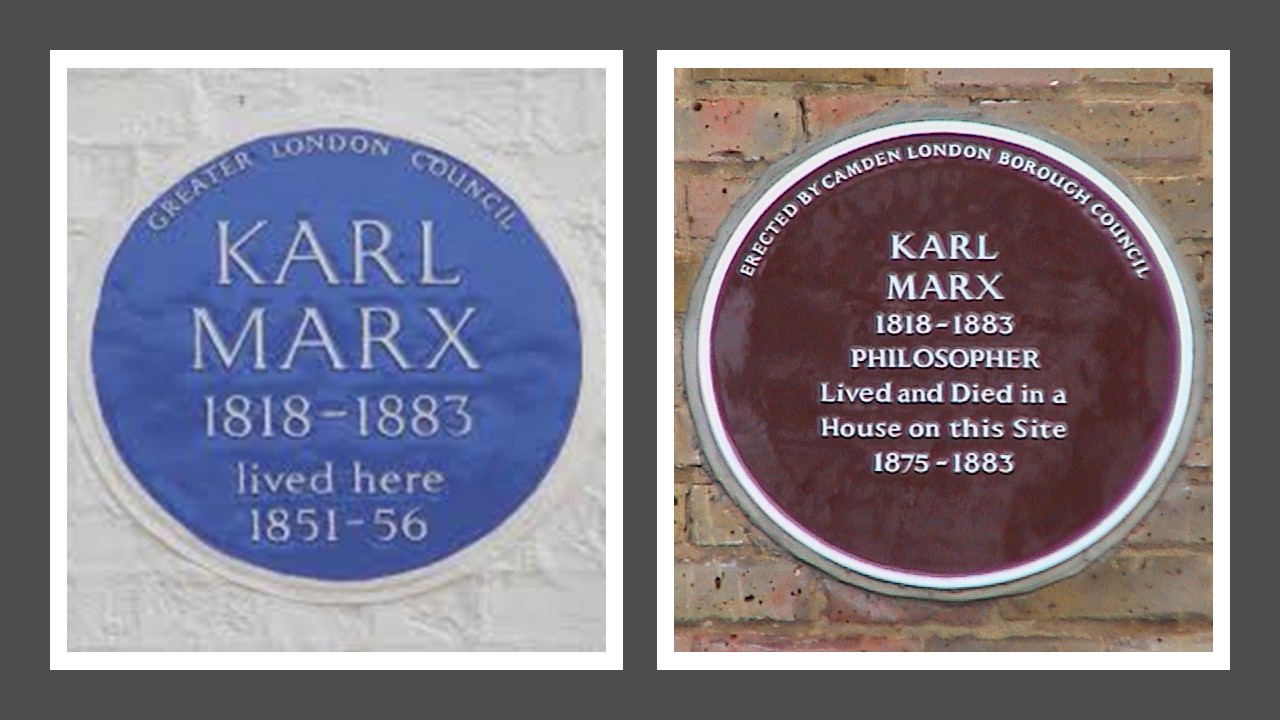 GREATER LONDON COUNCIL
KARL
MARX
1818-1883
lived here
1851-56
ERECTED BY CAMDEN LONDON BOROUGH COUNCIL
KARL
MARX
1818-1883
PHILOSOPHER
Lived and Died in a
House on this Site
1875-1883